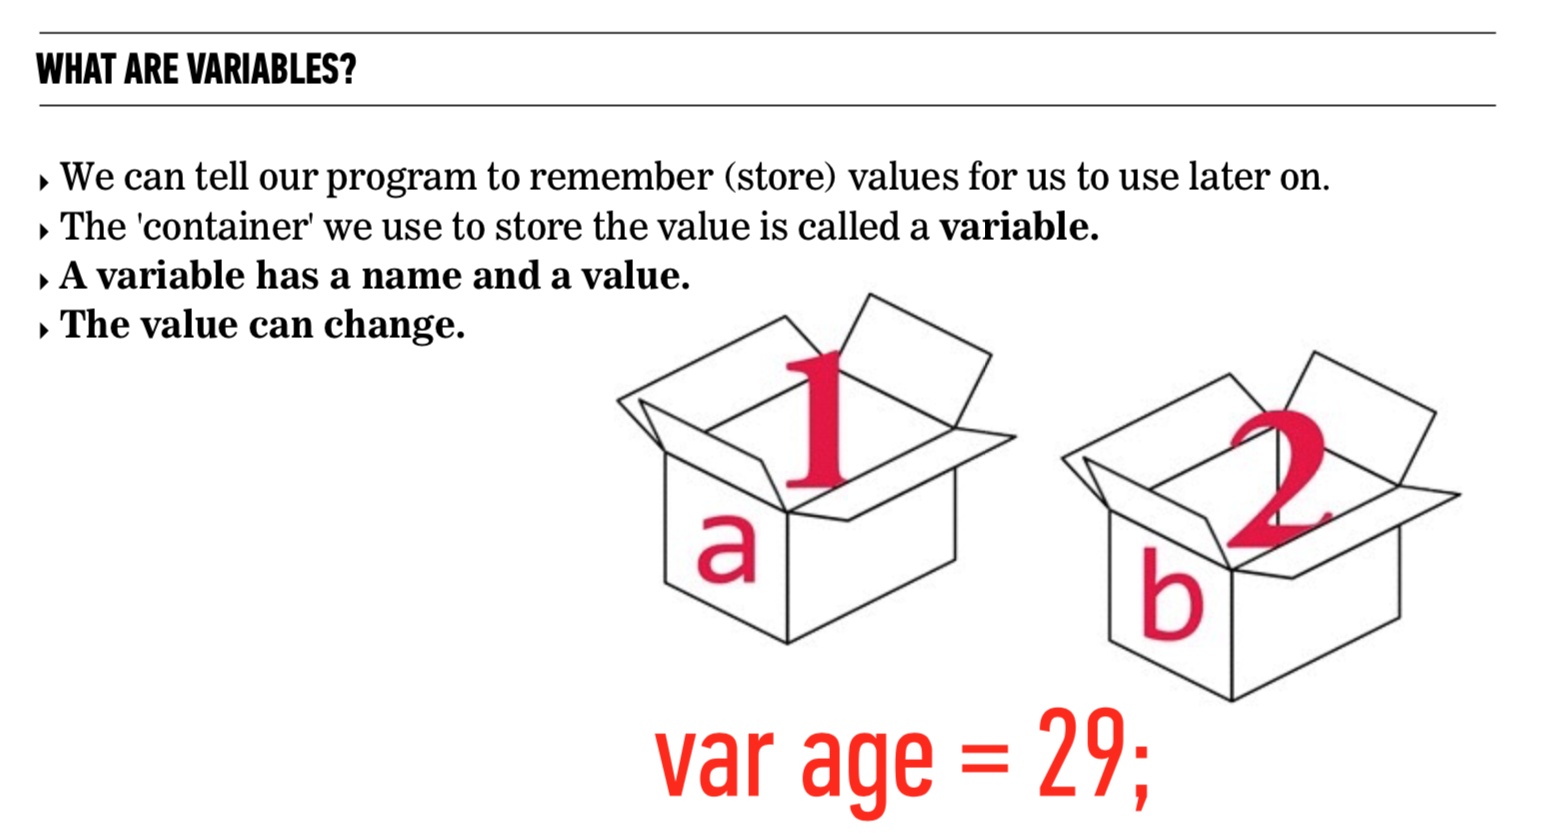 WHAT ARE VARIABLES?
▸ We can tell our program to remember (store) values for us to use later on.
▸ The 'container' we use to store the value is called a variable.
▸ A variable has a name and a value.
▸ The value can change.
1
a
2
b
var age = 29;